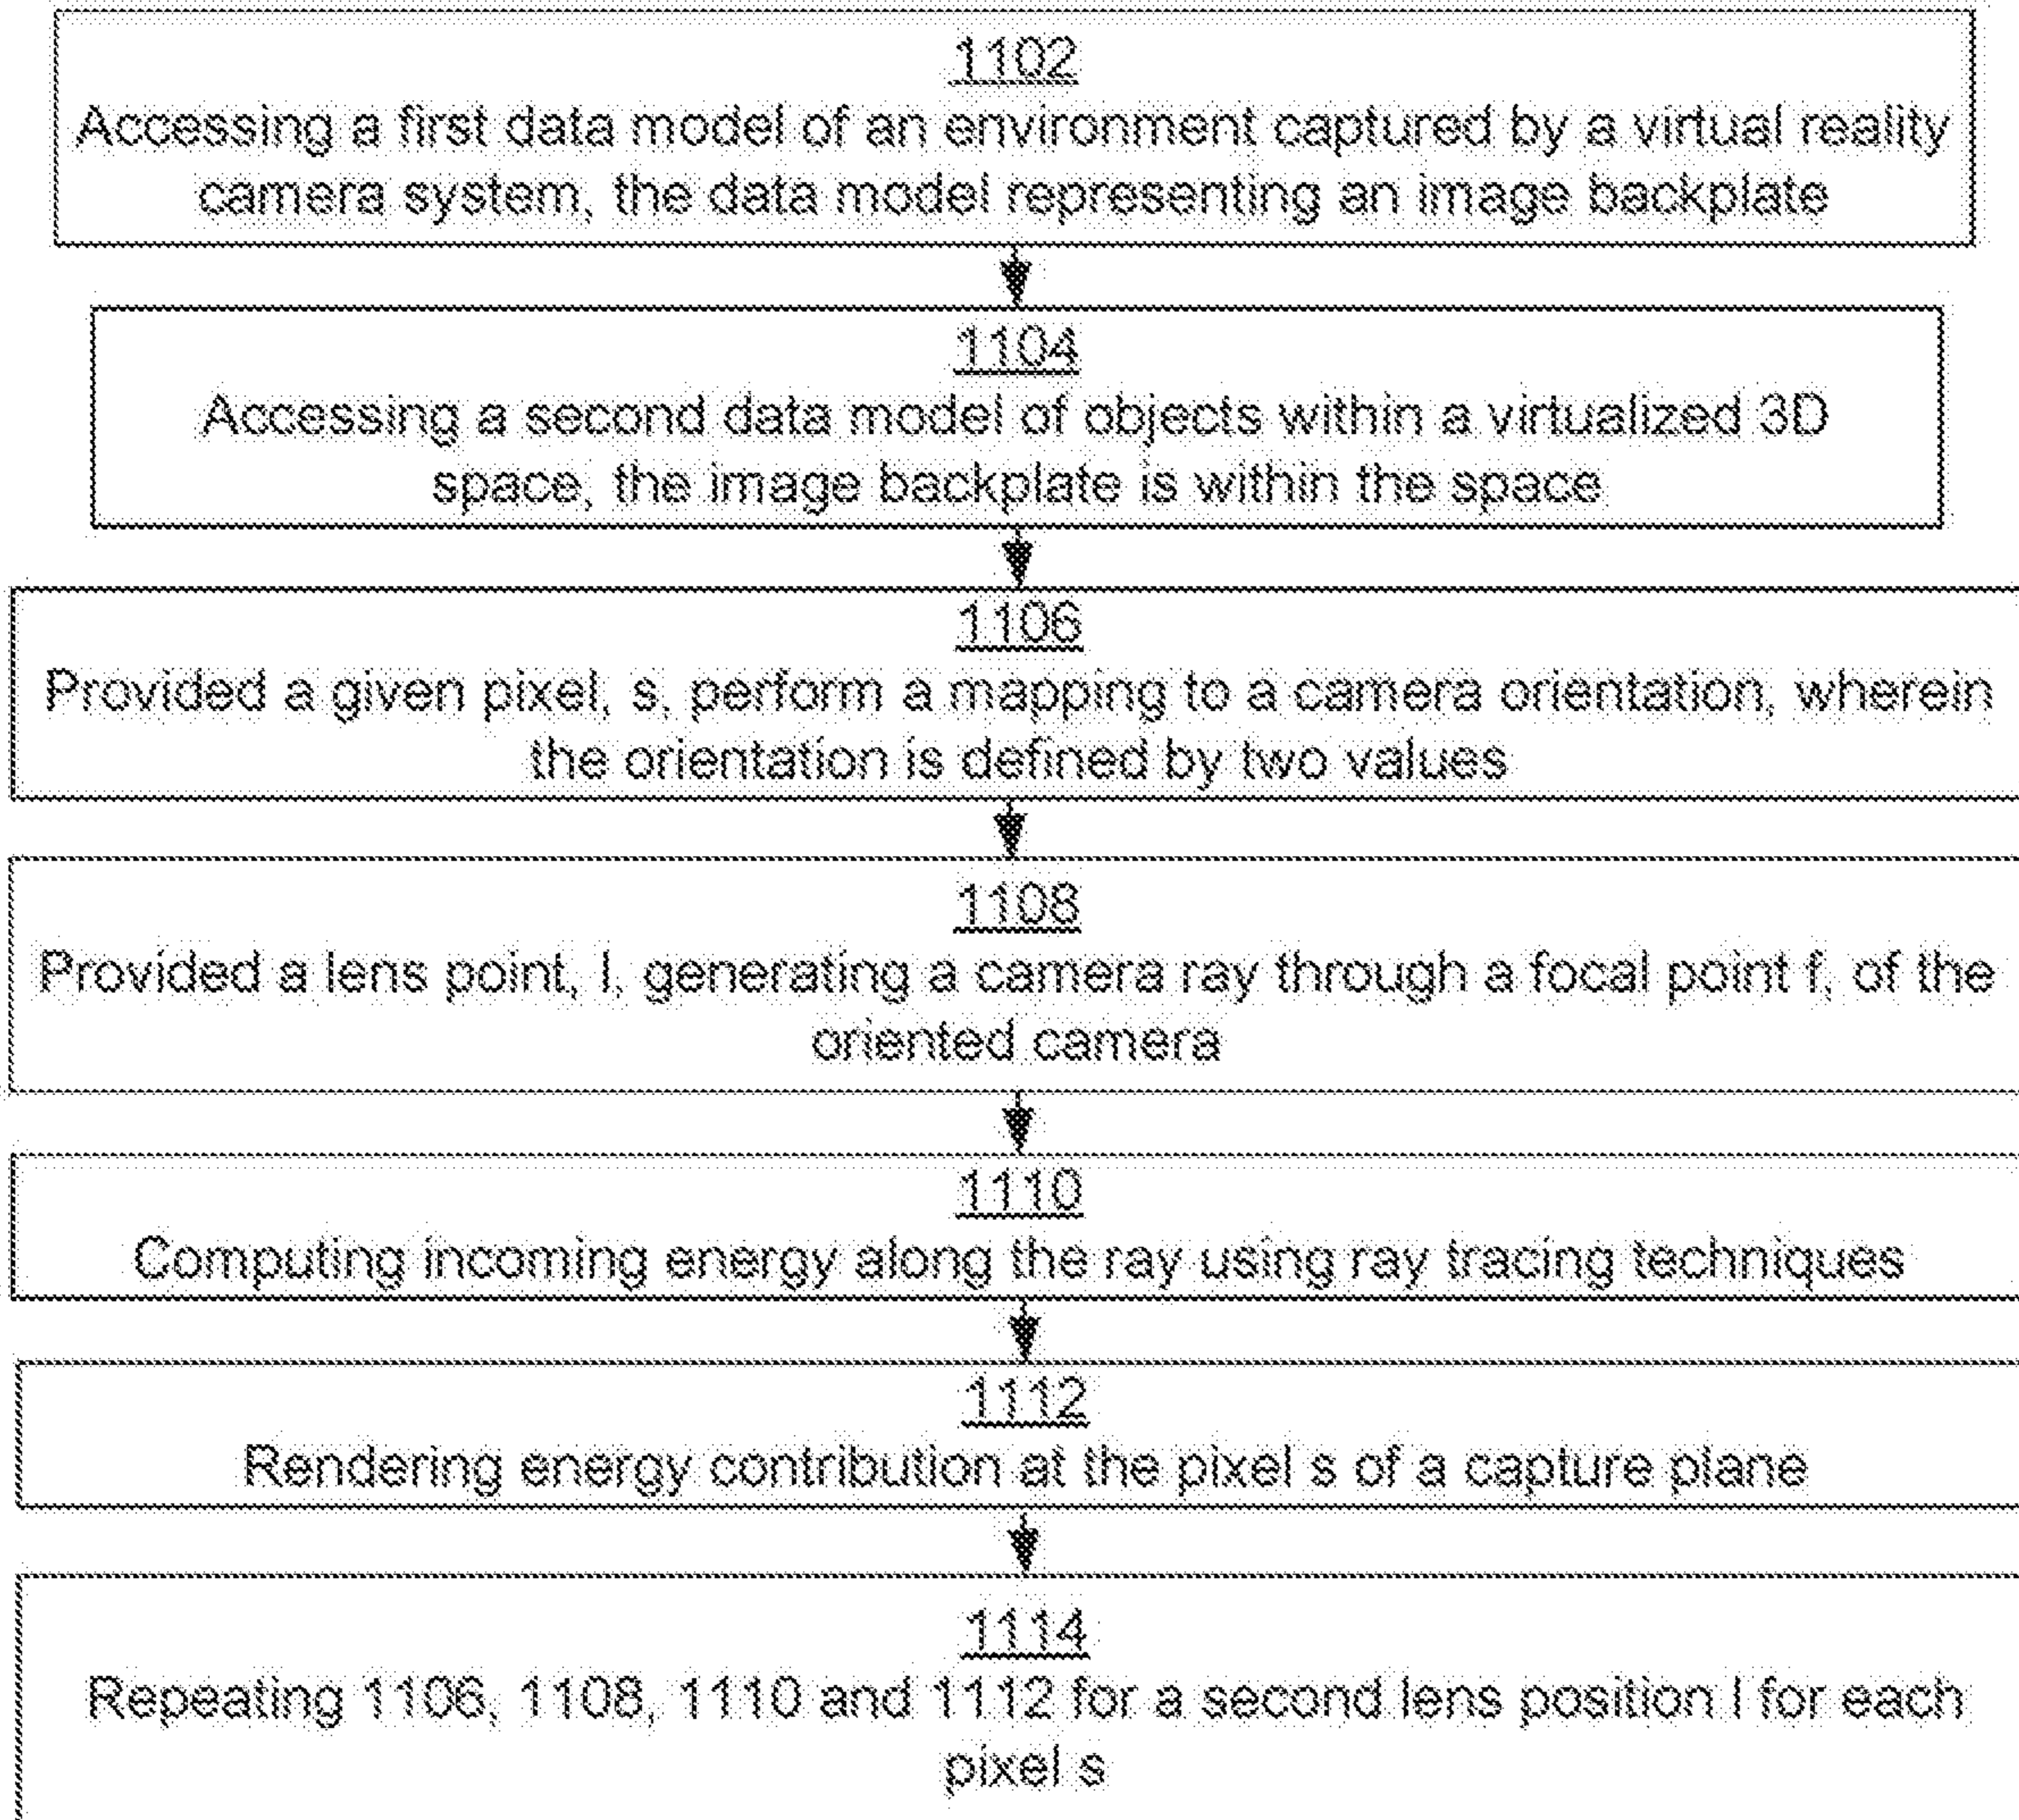 1102
Accessing a first data model of an environment captured by a virtual reality
camera system, the data model representing an image backplate
1104
Accessing a second data model of objects within a virtualized 3D
space, the image backplate is within the space
1106
Provided a given pixel, s, perform a mapping to a camera orientation, wherein
the orientation is defined by two values
1108
Provided a lens point, l, generating a camera ray through a focal point f, of the
oriented camera
1110
Computing incoming energy along the ray using ray tracing techniques
1112
Rendering energy contribution at the pixel s of a capture plane
1114
Repeating 1106, 1108, 1110 and 1112 for a second lens position l for each
pixel s